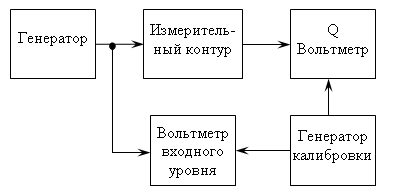 Генератор
Измеритель-
ный контур
Q
Вольтметр
Вольтметр
входного
уровня
Генератор
калибровки